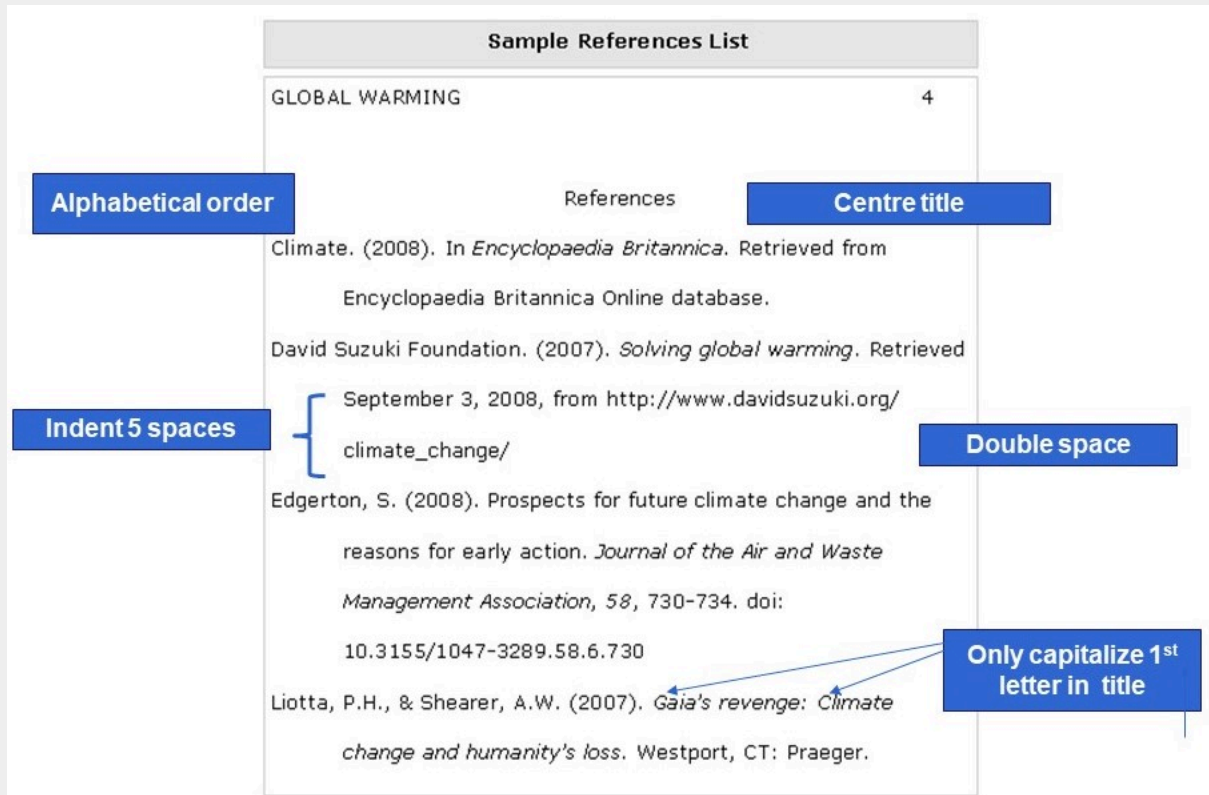 Sample References List
GLOBAL WARMING 4
Alphabetical order
References
Centre title
Climate. (2008). In Encyclopaedia Britannica. Retrieved from
Encyclopaedia Britannica Online database.
David Suzuki Foundation. (2007). Solving global warming. Retrieved
Indent 5 spaces
September 3, 2008, from http://www.davidsuzuki.org/
climate_change/
Double space
Edgerton, S. (2008). Prospects for future climate change and the
reasons for early action. Journal of the Air and Waste
Management Association, 58, 730-734. doi:
10.3155/1047-3289.58.6.730
Only capitalize 1st
letter in title
Liotta, P.H., & Shearer, A.W. (2007). Gaia's revenge: Climate
change and humanity's loss. Westport, CT: Praeger.